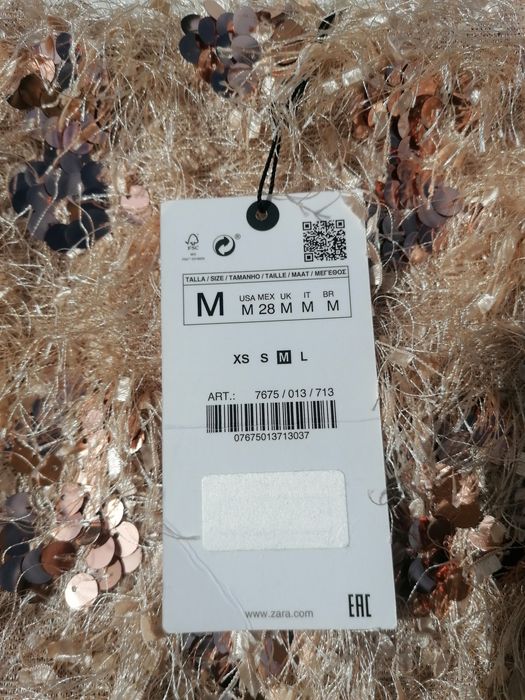 FSC
®
TALLA / SIZE / TAMANHO / TAILLE / MAAT / ΜΕΓΕΘΟΣ
M
USA MEX UK IT BR
M 28 M M M
XS S M L
ART.: 7675 / 013 / 713
07675013713037
www.zara.com
EAC